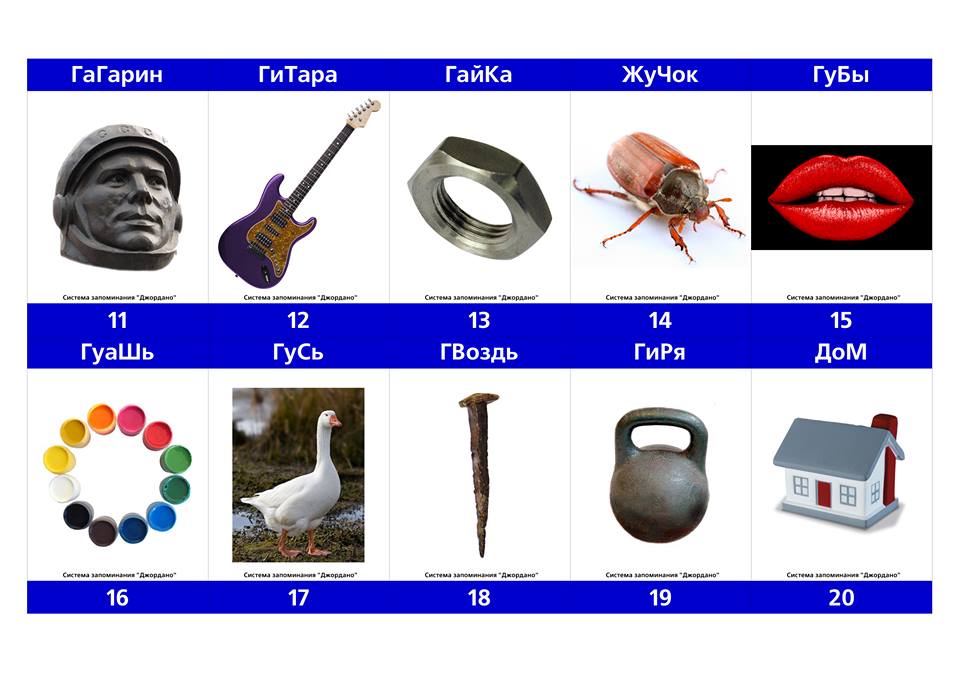 ГаГарин
ГиТара
ГайКа
ЖуЧок
ГуБы
СССР
Система запоминания "Джордано"
Система запоминания "Джордано"
Система запоминания "Джордано"
Система запоминания "Джордано"
Система запоминания "Джордано"
11
12
13
14
15
ГуаШь
ГуСь
ГВоздь
ГиРя
ДоМ
Система запоминания "Джордано"
Система запоминания "Джордано"
Система запоминания "Джордано"
Система запоминания "Джордано"
Система запоминания "Джордано"
16
17
18
19
20